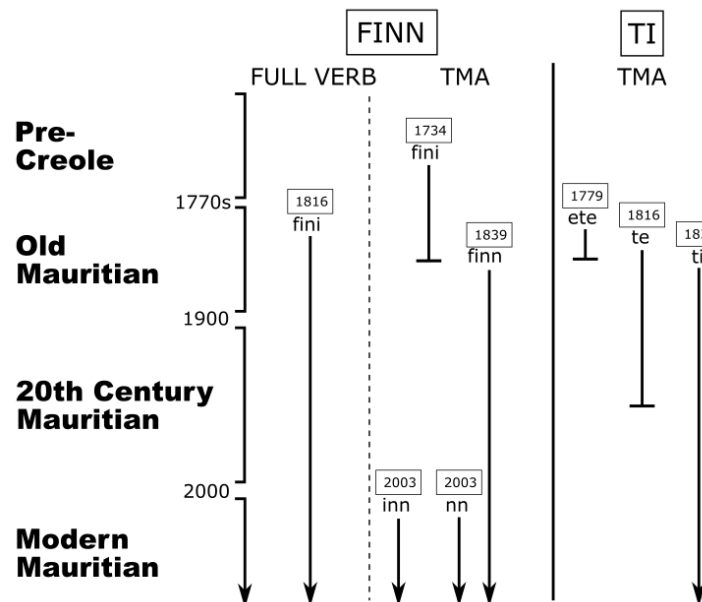 FINN
TI
FULL VERB
TMA
TMA
Pre-
Creole
1734
fini
1770s
1816
fini
1779
ete
1816
te
Old
Mauritian
1839
finn
ti
1900
20th Century
Mauritian
2000
2003
inn
2003
nn
Modern
Mauritian